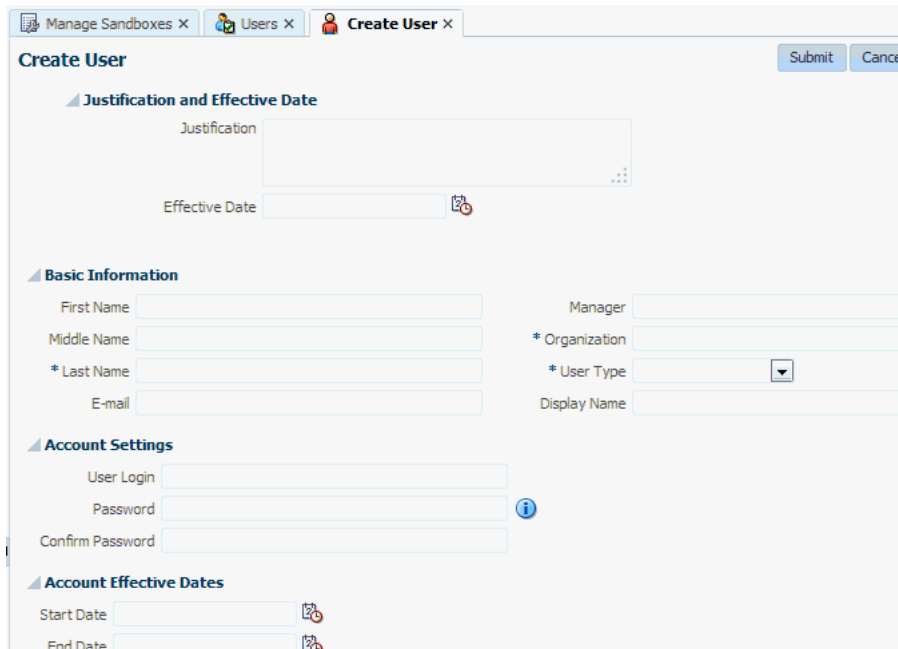 Manage Sandboxes Users Create User
Create User Submit Cance
Justification and Effective Date
Justification
Effective Date
Basic Information
First Name Manager
Middle Name * Organization
* Last Name * User Type
E-mail Display Name
Account Settings
User Login
Password
Confirm Password
Account Effective Dates
Start Date
End Date